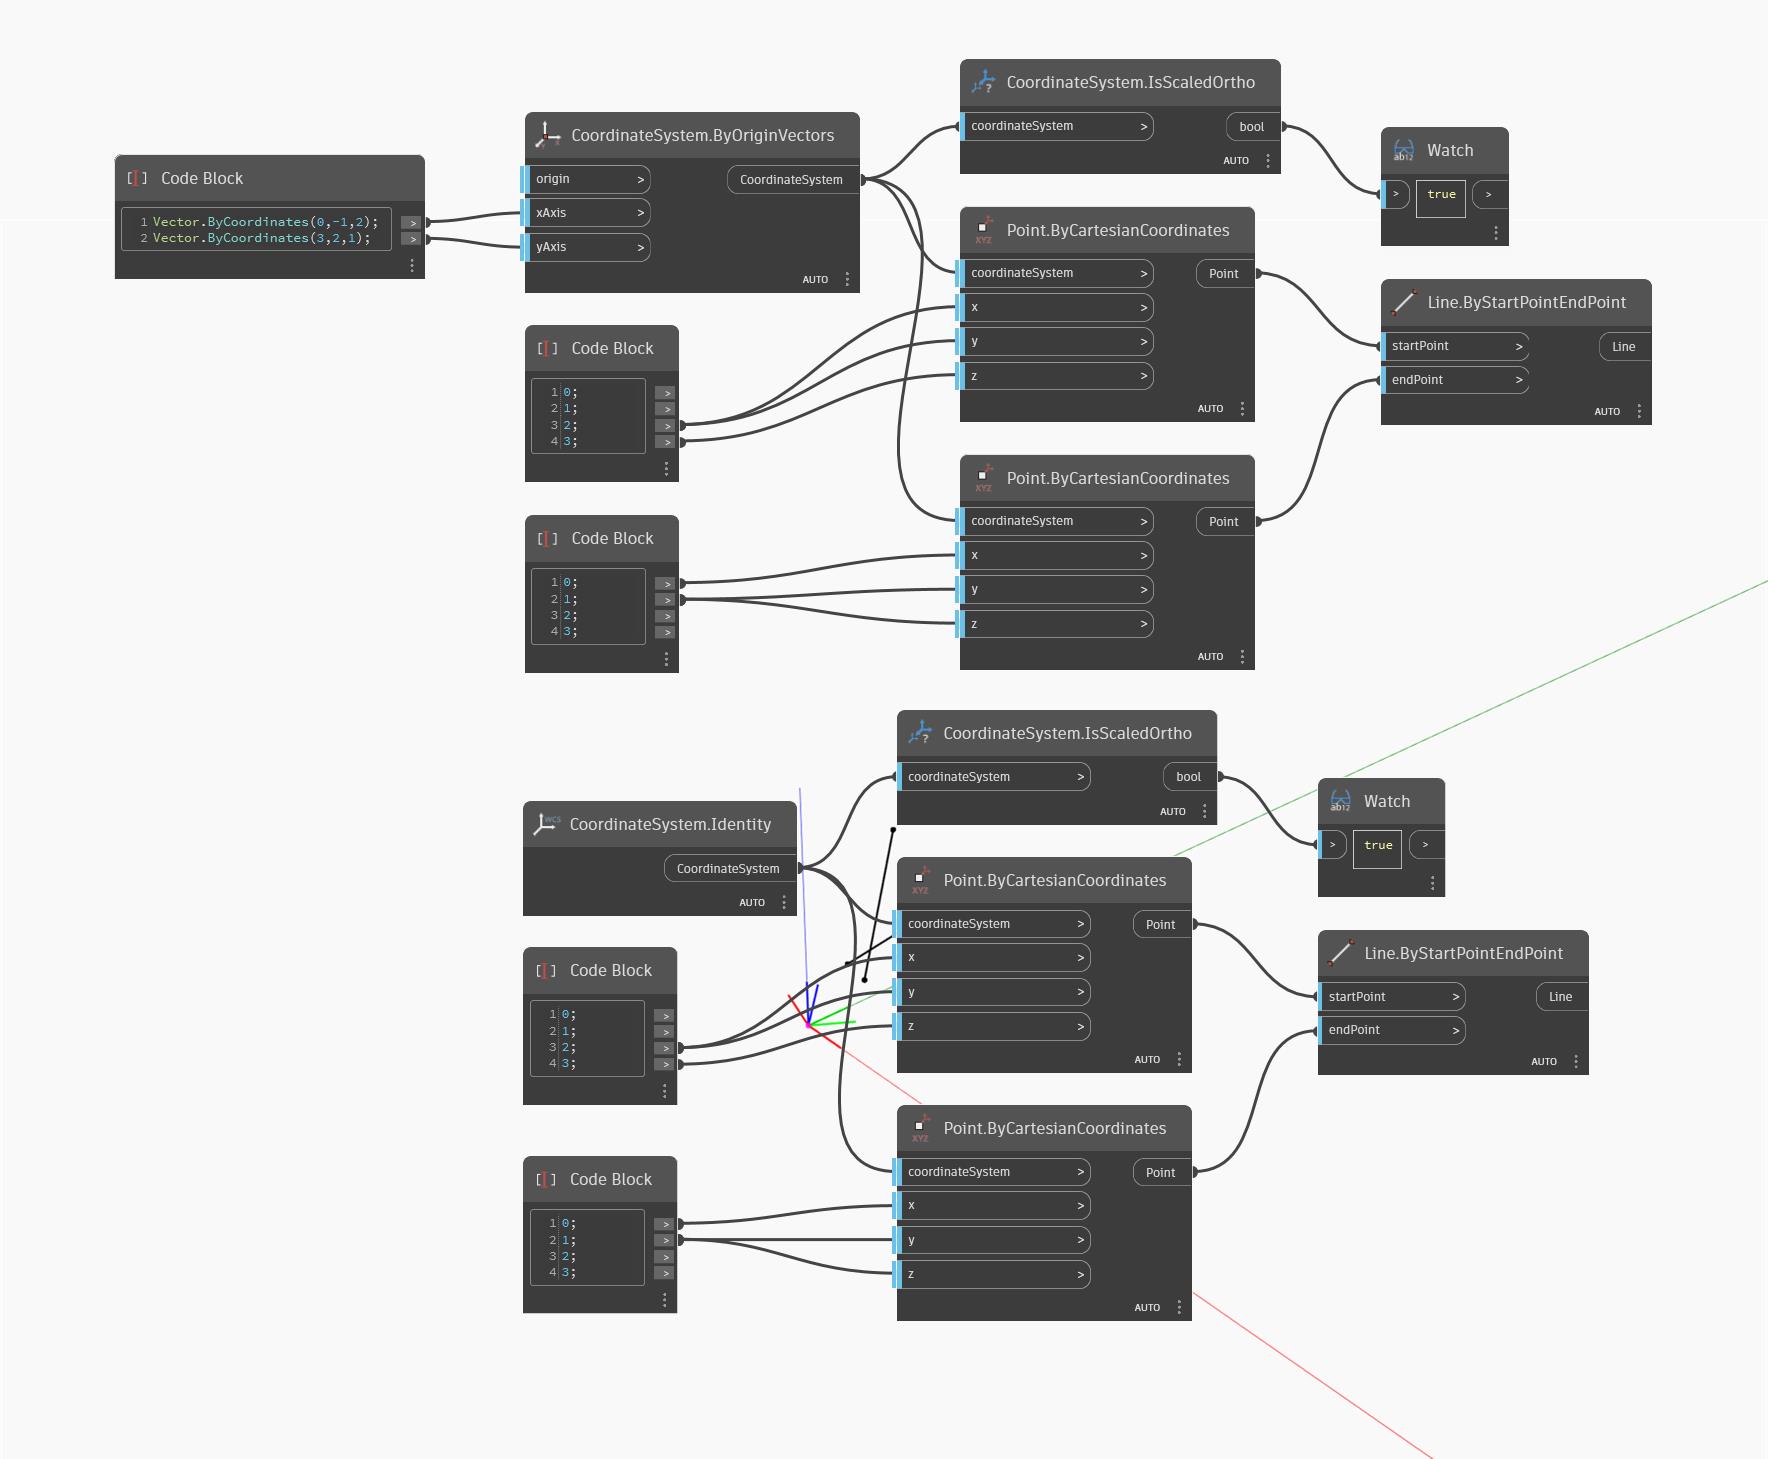 Code Block
1 Vector.ByCoordinates(0,-1,2); >
2 Vector.ByCoordinates(3,2,1); >
CoordinateSystem.ByOriginVectors
origin > CoordinateSystem
xAxis >
yAxis >
AUTO
CoordinateSystem.IsScaledOrtho
coordinateSystem > bool
AUTO
Watch
> true >
Code Block
1 0; >
2 1; >
3 2; >
4 3; >
XYZ Point.ByCartesianCoordinates
coordinateSystem > Point
x >
y >
z >
AUTO
Line.ByStartPointEndPoint
startPoint > Line
endPoint >
AUTO
Code Block
1 0; >
2 1; >
3 2; >
4 3; >
XYZ Point.ByCartesianCoordinates
coordinateSystem > Point
x >
y >
z >
AUTO
CoordinateSystem.IsScaledOrtho
coordinateSystem > bool
AUTO
Watch
> true >
WCS CoordinateSystem.Identity
CoordinateSystem
AUTO
Code Block
1 0; >
2 1; >
3 2; >
4 3; >
XYZ Point.ByCartesianCoordinates
coordinateSystem > Point
x >
y >
z >
AUTO
Line.ByStartPointEndPoint
startPoint > Line
endPoint >
AUTO
Code Block
1 0; >
2 1; >
3 2; >
4 3; >
XYZ Point.ByCartesianCoordinates
coordinateSystem > Point
x >
y >
z >
AUTO